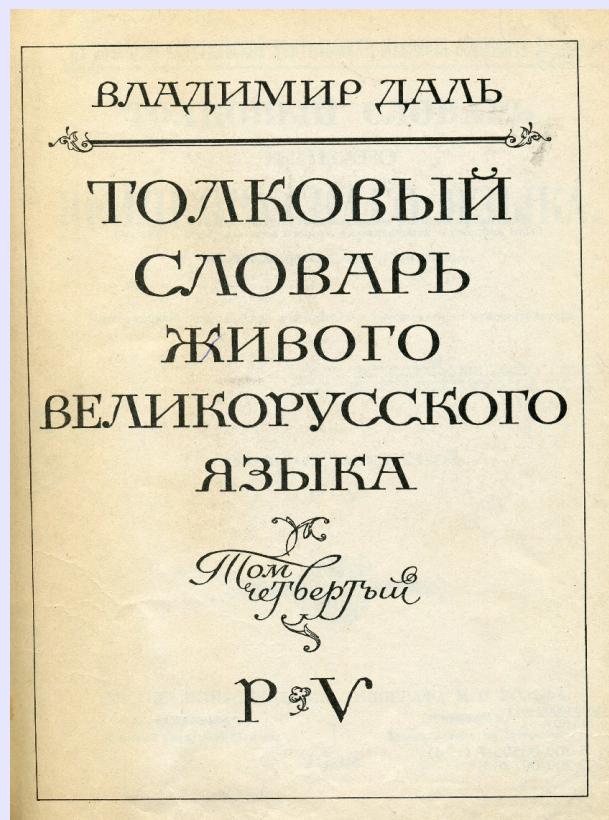 ВЛАДИМИР ДАЛЬ
ТОЛКОВЫЙ
СЛОВАРЬ
ЖИВОГО
ВЕЛИКОРУССКОГО
ЯЗЫКА
Том
четвертый
Р V